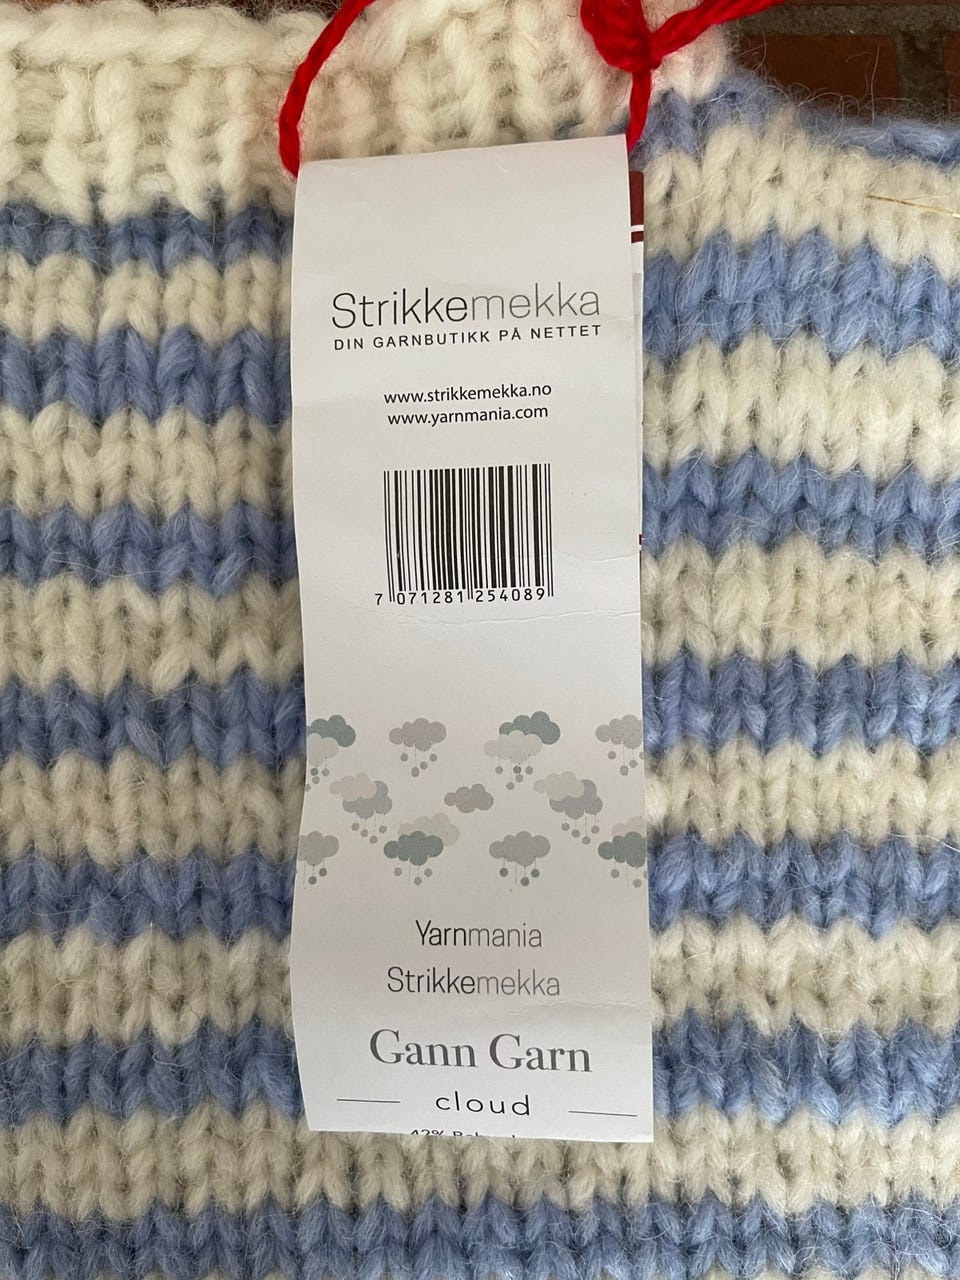 Strikkemekka
DIN GARNBUTIKK PÅ NETTET
www.strikkemekka.no
www.yarnmania.com
7 071281 254089
Yarnmania
Strikkemekka
Gann Garn
cloud